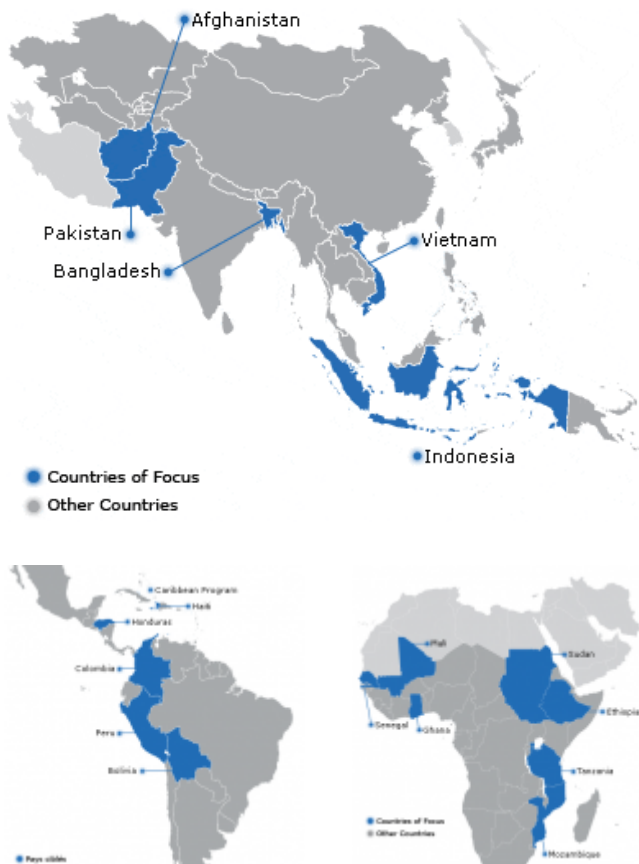 Afghanistan
Pakistan
Vietnam
Bangladesh
Indonesia
Countries of Focus
Other Countries
Caribbean Program
Haiti
Honduras
Colombia
Peru
Bolivia
Pays ciblés
Mali
Sudan
Senegal
Ghana
Ethiopia
Tanzania
Countries of Focus
Other Countries
Mozambique